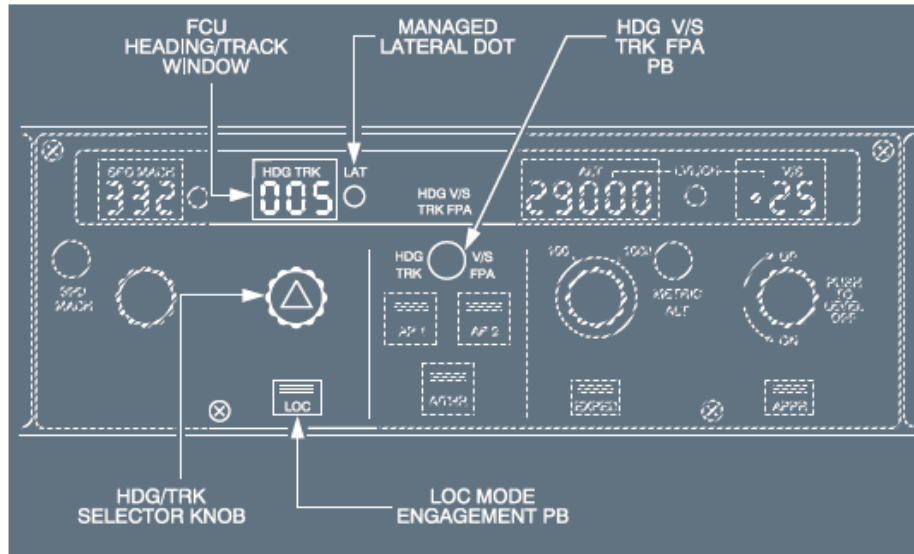 FCU
HEADING/TRACK
WINDOW
MANAGED
LATERAL DOT
HDG V/S
TRK FPA
PB
SPD MACH
332
HDG TRK
005
LAT
HDG V/S
TRK FPA
ALT
29000
LVL/CH
V/S
25
SPD
MACH
HDG
TRK
V/S
FPA
100
1000
METRIC
ALT
UP
PUSH
TO
LEVEL
OFF
DN
AP 1
AP 2
A/THR
LOC
EXPED
APPR
HDG/TRK
SELECTOR KNOB
LOC MODE
ENGAGEMENT PB